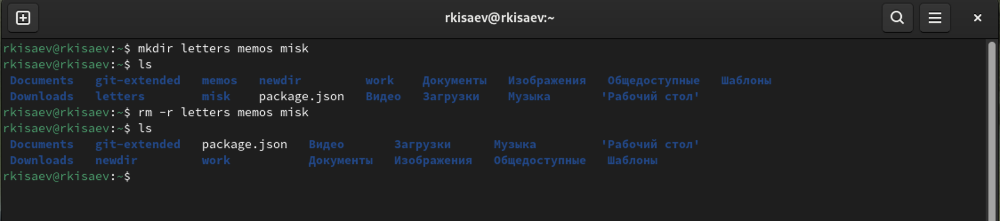 rkisaev@rkisaev:~
rkisaev@rkisaev:~$ mkdir letters memos misk
rkisaev@rkisaev:~$ ls
Documents git-extended memos newdir work Документы Изображения Общедоступные Шаблоны
Downloads letters misk package.json Видео Загрузки Музыка 'Рабочий стол'
rkisaev@rkisaev:~$ rm -r letters memos misk
rkisaev@rkisaev:~$ ls
Documents git-extended package.json Видео Загрузки Музыка 'Рабочий стол'
Downloads newdir work Документы Изображения Общедоступные Шаблоны
rkisaev@rkisaev:~$